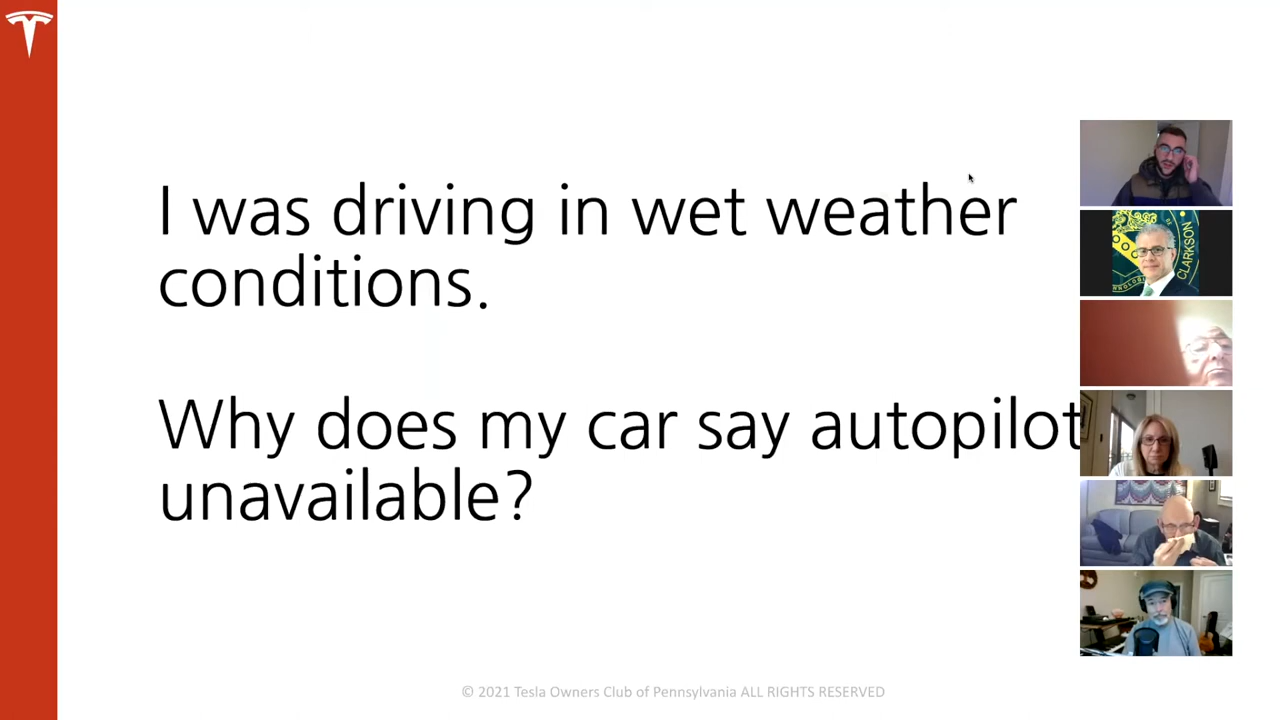 I was driving in wet weather
conditions.
Why does my car say autopilot
unavailable?
CLARKSON
© 2021 Tesla Owners Club of Pennsylvania ALL RIGHTS RESERVED